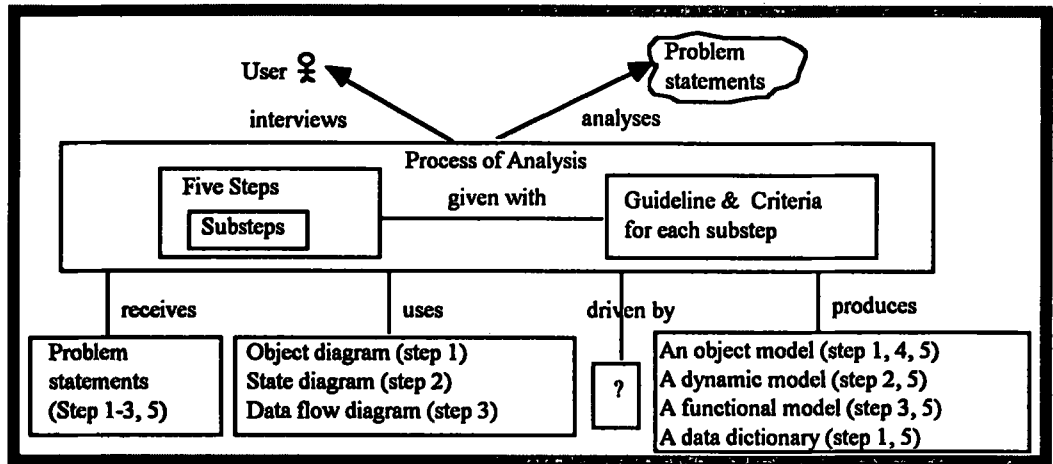 User
Problem
statements
interviews
analyses
Process of Analysis
Five Steps
Substeps
given with
Guideline & Criteria
for each substep
receives
uses
driven by
produces
Problem
statements
(Step 1-3, 5)
Object diagram (step 1)
State diagram (step 2)
Data flow diagram (step 3)
?
An object model (step 1, 4, 5)
A dynamic model (step 2, 5)
A functional model (step 3, 5)
A data dictionary (step 1, 5)